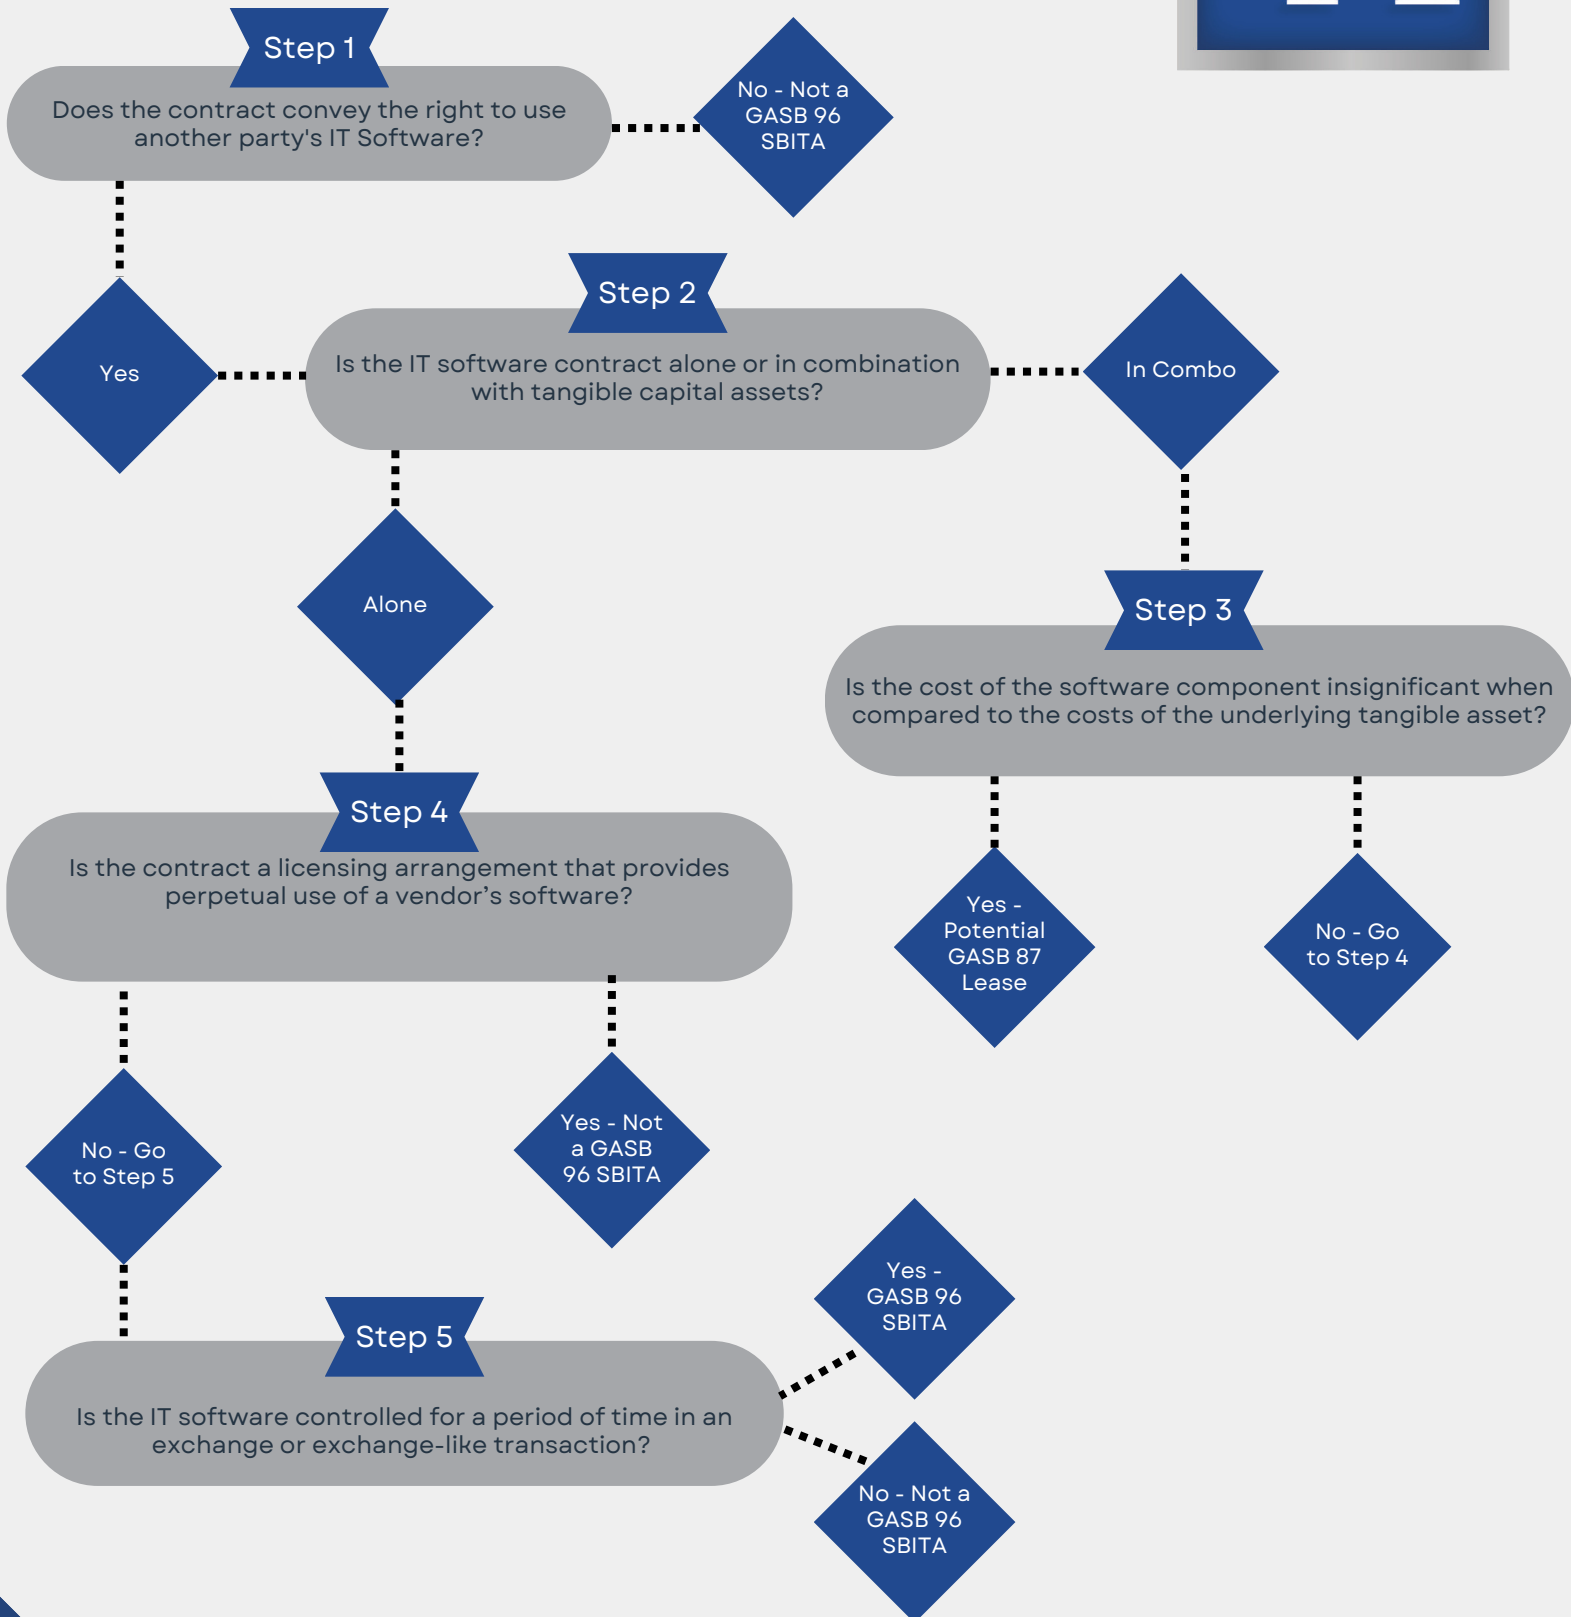 Step 1
Does the contract convey the right to use
another party's IT Software?
No - Not a
GASB 96
SBITA
Yes
Step 2
Is the IT software contract alone or in combination
with tangible capital assets?
In Combo
Alone
Step 3
Is the cost of the software component insignificant when
compared to the costs of the underlying tangible asset?
Step 4
Is the contract a licensing arrangement that provides
perpetual use of a vendor’s software?
Yes -
Potential
GASB 87
Lease
No - Go
to Step 4
No - Go
to Step 5
Yes - Not
a GASB
96 SBITA
Step 5
Is the IT software controlled for a period of time in an
exchange or exchange-like transaction?
Yes -
GASB 96
SBITA
No - Not a
GASB 96
SBITA